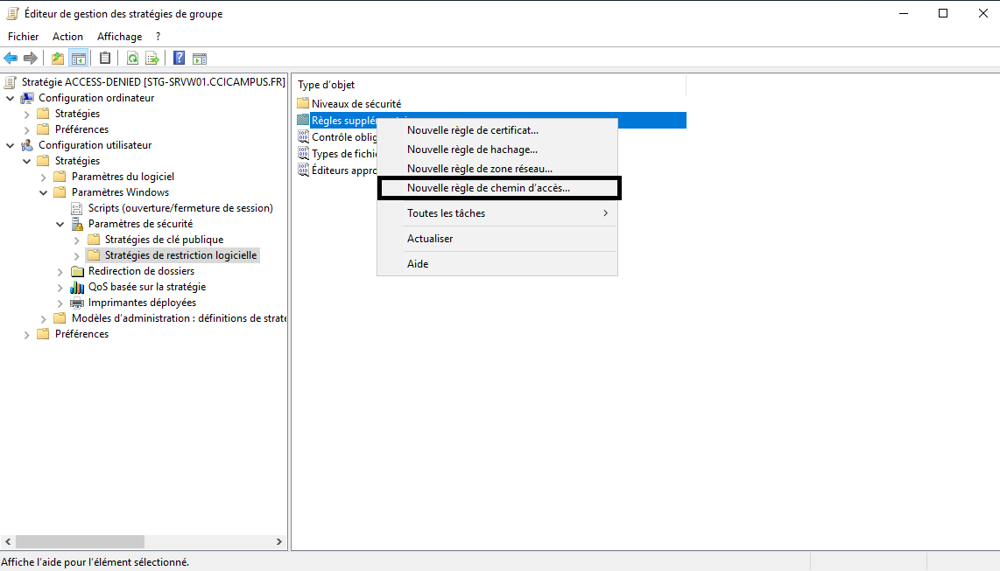 Éditeur de gestion des stratégies de groupe
Fichier Action Affichage ?
Stratégie ACCESS-DENIED [STG-SRVW01.CCICAMPUS.FR]
Configuration ordinateur
Stratégies
Préférences
Configuration utilisateur
Stratégies
Paramètres du logiciel
Paramètres Windows
Scripts (ouverture/fermeture de session)
Paramètres de sécurité
Stratégies de clé publique
Stratégies de restriction logicielle
Redirection de dossiers
QoS basée sur la stratégie
Imprimantes déployées
Modèles d'administration : définitions de straté
Préférences
Type d'objet
Niveaux de sécurité
Règles supplé
Contrôle oblig
Types de fichi
Éditeurs appro
Nouvelle règle de certificat...
Nouvelle règle de hachage...
Nouvelle règle de zone réseau...
Nouvelle règle de chemin d'accès...
Toutes les tâches
Actualiser
Aide
Affiche l'aide pour l'élément sélectionné.